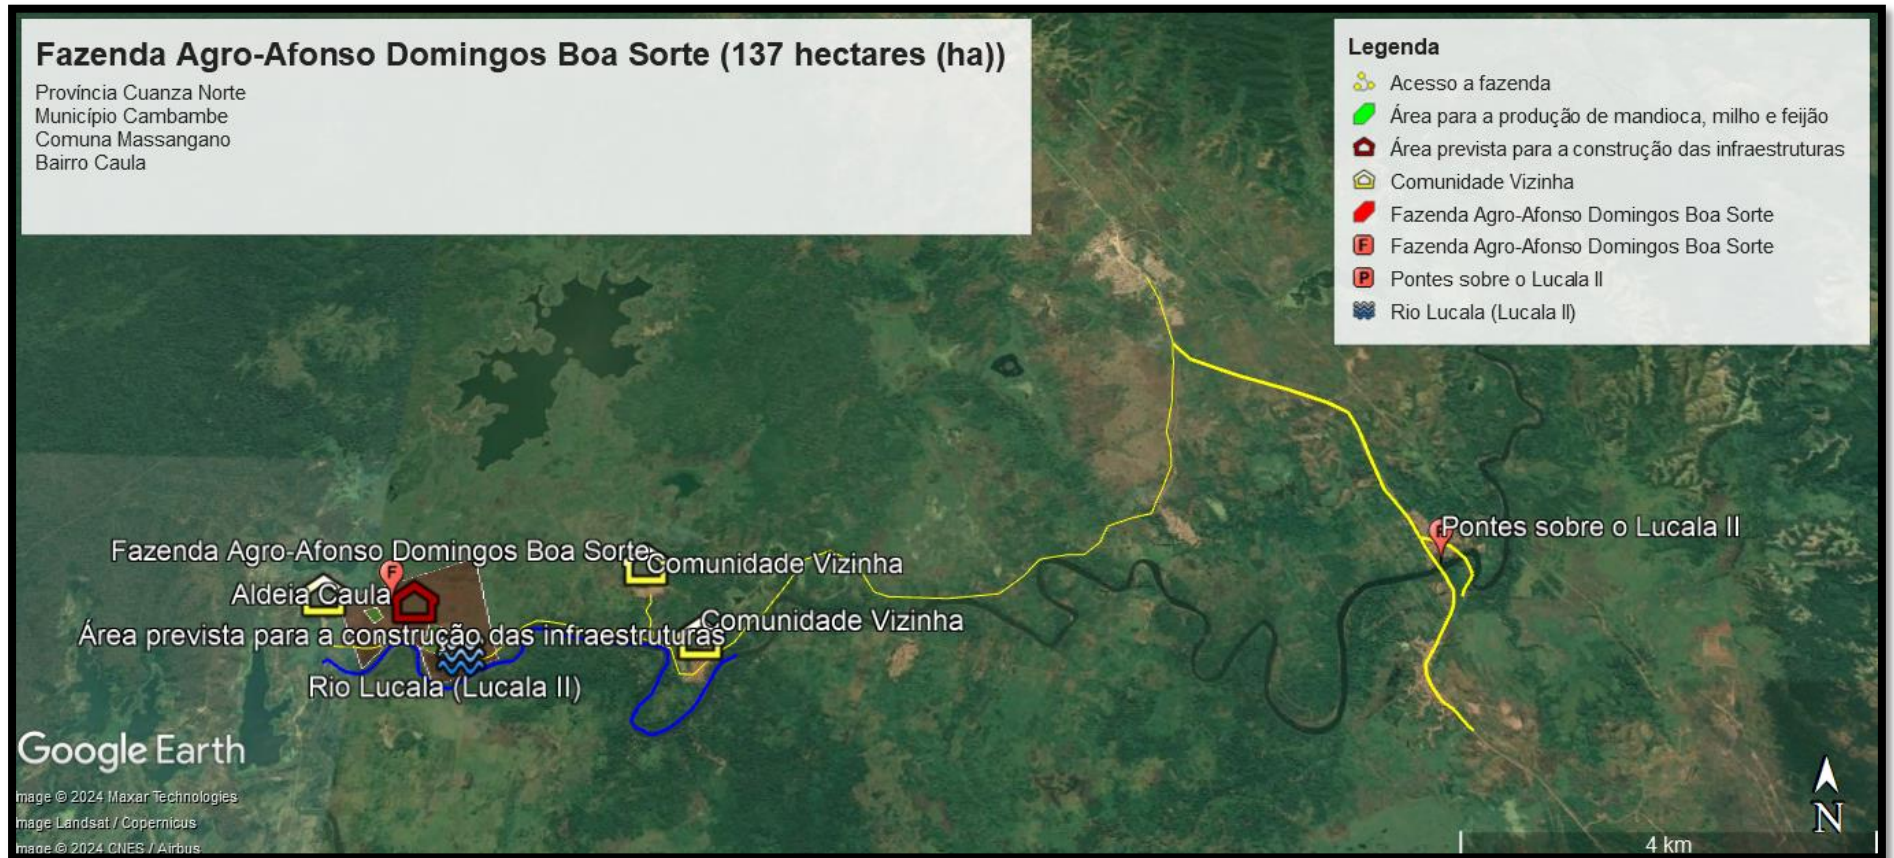 Fazenda Agro-Afonso Domingos Boa Sorte (137 hectares (ha))
Província Cuanza Norte
Município Cambambe
Comuna Massangano
Bairro Caula
Legenda
Acesso a fazenda
Área para a produção de mandioca, milho e feijão
Área prevista para a construção das infraestruturas
Comunidade Vizinha
Fazenda Agro-Afonso Domingos Boa Sorte
F Fazenda Agro-Afonso Domingos Boa Sorte
P Pontes sobre o Lucala II
Rio Lucala (Lucala II)
Pontes sobre o Lucala II
Fazenda Agro-Afonso Domingos Boa Sorte
Comunidade Vizinha
F
Aldeia Caula
Comunidade Vizinha
Área prevista para a construção das infraestruturas
Rio Lucala (Lucala II)
Google Earth
Image © 2024 Maxar Technologies
Image Landsat / Copernicus
Image © 2024 CNES / Airbus
N
4 km